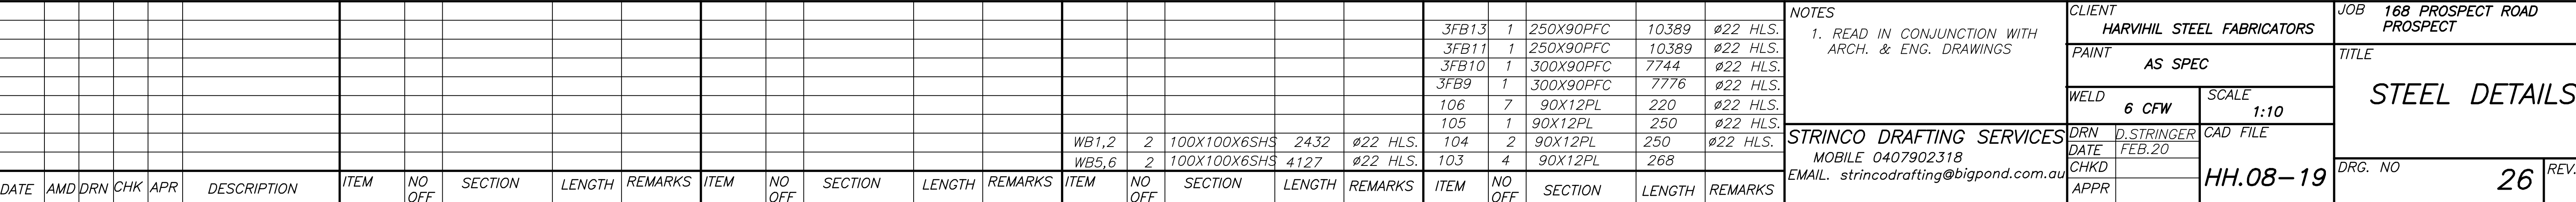 3FB13 1 250X90PFC 10389 ø22 HLS.
3FB11 1 250X90PFC 10389 ø22 HLS.
3FB10 1 300X90PFC 7744 ø22 HLS.
3FB9 1 300X90PFC 7776 ø22 HLS.
106 7 90X12PL 220 ø22 HLS.
105 1 90X12PL 250 ø22 HLS.
WB1,2 2 100X100X6SHS 2432 ø22 HLS. 104 2 90X12PL 250 ø22 HLS.
WB5,6 2 100X100X6SHS 4127 ø22 HLS. 103 4 90X12PL 268
DATE AMD DRN CHK APR DESCRIPTION ITEM NO OFF SECTION LENGTH REMARKS ITEM NO OFF SECTION LENGTH REMARKS ITEM NO OFF SECTION LENGTH REMARKS ITEM NO OFF SECTION LENGTH REMARKS
NOTES
1. READ IN CONJUNCTION WITH
ARCH. & ENG. DRAWINGS
STRINCO DRAFTING SERVICES
MOBILE 0407902318
EMAIL. strincodrafting@bigpond.com.au
CLIENT
HARVIHIL STEEL FABRICATORS
PAINT
AS SPEC
WELD
6 CFW
SCALE
1:10
DRN D.STRINGER
DATE FEB.20
CHKD
APPR
CAD FILE
HH.08-19
JOB 168 PROSPECT ROAD
PROSPECT
TITLE
STEEL DETAILS
DRG. NO
26
REV.